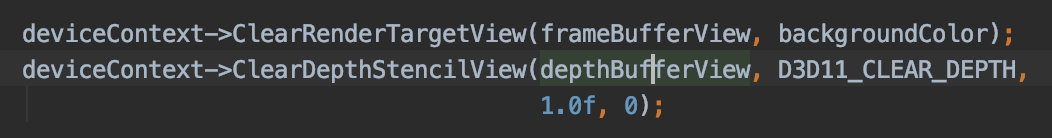 deviceContext->ClearRenderTargetView(frameBufferView, backgroundColor);
deviceContext->ClearDepthStencilView(depthBufferView, D3D11_CLEAR_DEPTH,
1.0f, 0);